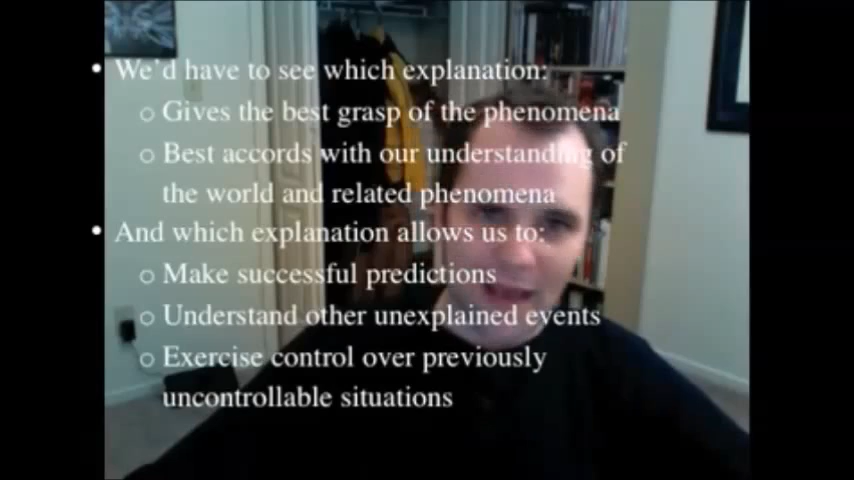 • We'd have to see which explanation:
o Gives the best grasp of the phenomena
o Best accords with our understanding of
the world and related phenomena
• And which explanation allows us to:
o Make successful predictions
o Understand other unexplained events
o Exercise control over previously
uncontrollable situations